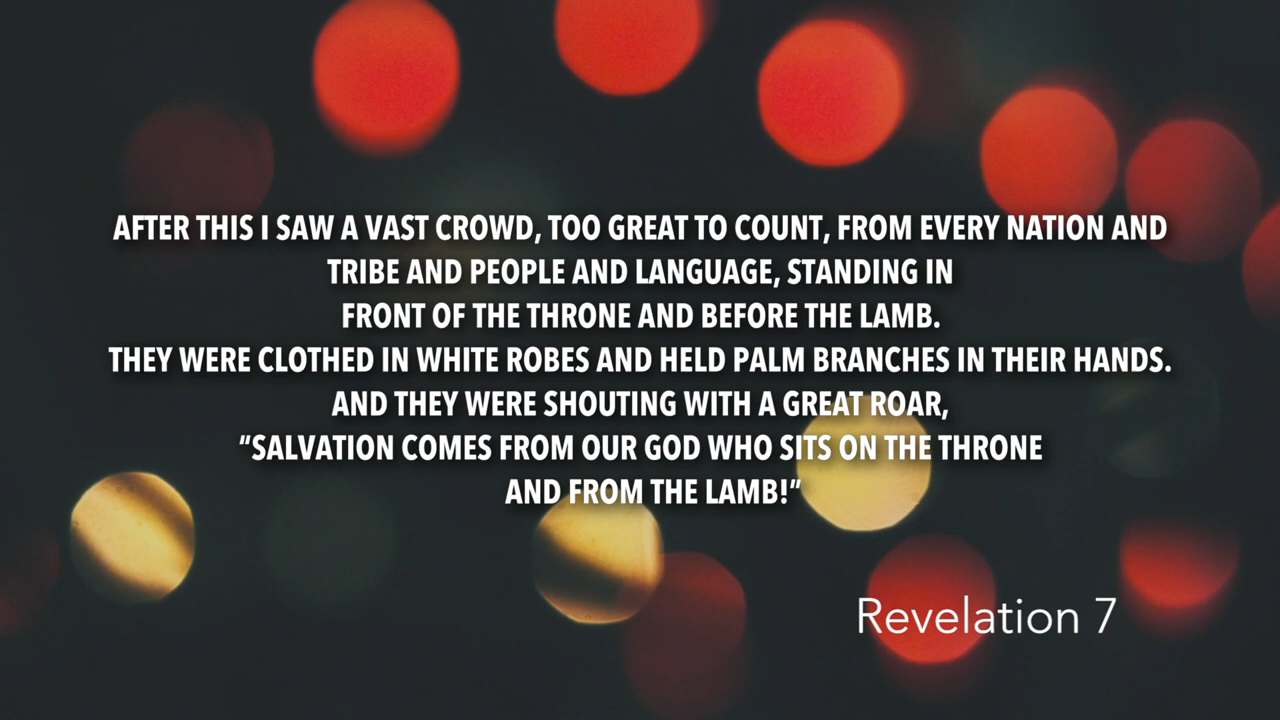 AFTER THIS I SAW A VAST CROWD, TOO GREAT TO COUNT, FROM EVERY NATION AND
TRIBE AND PEOPLE AND LANGUAGE, STANDING IN
FRONT OF THE THRONE AND BEFORE THE LAMB.
THEY WERE CLOTHED IN WHITE ROBES AND HELD PALM BRANCHES IN THEIR HANDS.
AND THEY WERE SHOUTING WITH A GREAT ROAR,
“SALVATION COMES FROM OUR GOD WHO SITS ON THE THRONE
AND FROM THE LAMB!”
Revelation 7